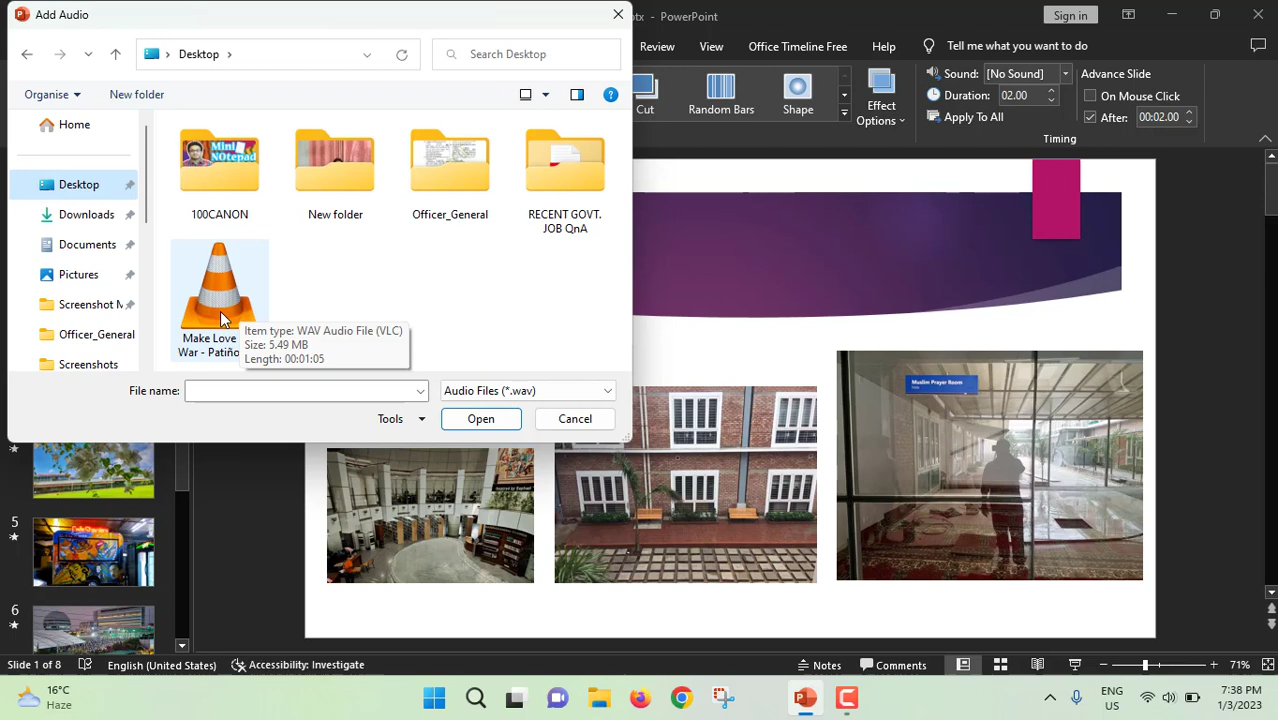 Add Audio
ptx - PowerPoint
Sign in
Desktop
Search Desktop
Review
View
Office Timeline Free
Help
Tell me what you want to do
Organise
New folder
Cut
Random Bars
Shape
Effect
Options
Sound:
[No Sound]
Duration:
02.00
Apply To All
Advance Slide
On Mouse Click
After:
00:02.00
Timing
Home
Desktop
Downloads
Documents
Pictures
Screenshot M
Officer_General
Screenshots
Mini
NOtepad
100CANON
New folder
Officer_General
RECENT GOVT.
JOB QnA
Make Love
War - Patiño
Item type: WAV Audio File (VLC)
Size: 5.49 MB
Length: 00:01:05
File name:
Audio Files (*.wav)
Tools
Open
Cancel
Muslim Prayer Room
5
6
Slide 1 of 8
English (United States)
Accessibility: Investigate
Notes
Comments
71%
16°C
Haze
ENG
US
7:38 PM
1/3/2023